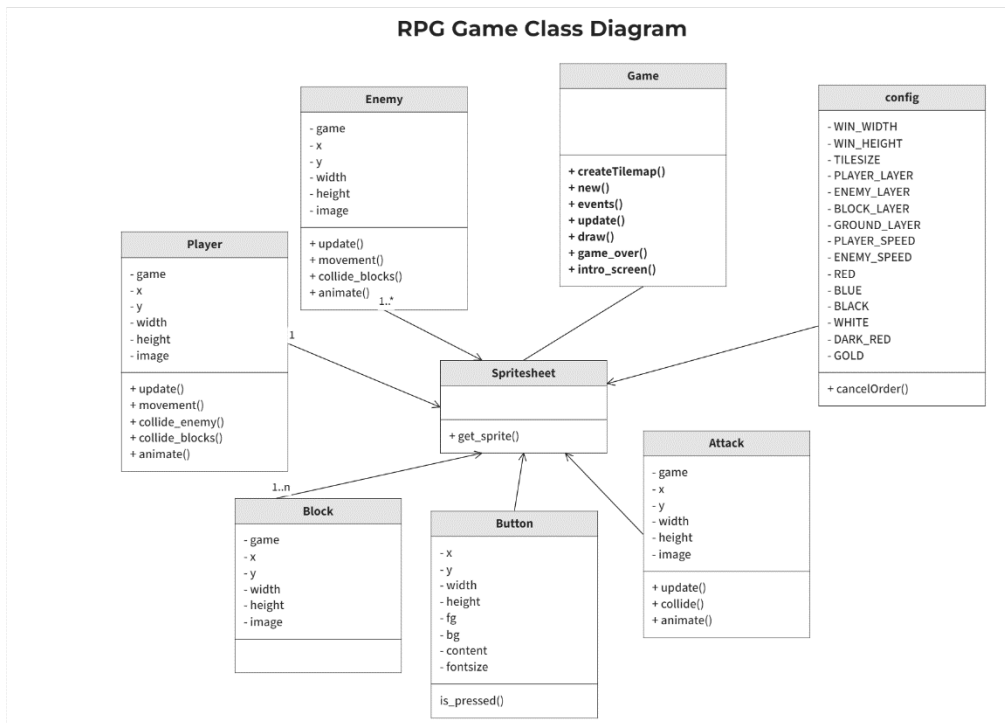 RPG Game Class Diagram
Game
+ createTilemap()
+ new()
+ events()
+ update()
+ draw()
+ game_over()
+ intro_screen()
Enemy
- game
- x
- y
- width
- height
- image
+ update()
+ movement()
+ collide_blocks()
+ animate()
1..*
config
- WIN_WIDTH
- WIN_HEIGHT
- TILESIZE
- PLAYER_LAYER
- ENEMY_LAYER
- BLOCK_LAYER
- GROUND_LAYER
- PLAYER_SPEED
- ENEMY_SPEED
- RED
- BLUE
- BLACK
- WHITE
- DARK_RED
- GOLD
+ cancelOrder()
Player
- game
- x
- y
- width
- height
- image
+ update()
+ movement()
+ collide_enemy()
+ collide_blocks()
+ animate()
1
Spritesheet
+ get_sprite()
Attack
- game
- x
- y
- width
- height
- image
+ update()
+ collide()
+ animate()
1..n
Block
- game
- x
- y
- width
- height
- image
Button
- x
- y
- width
- height
- fg
- bg
- content
- fontsize
is_pressed()